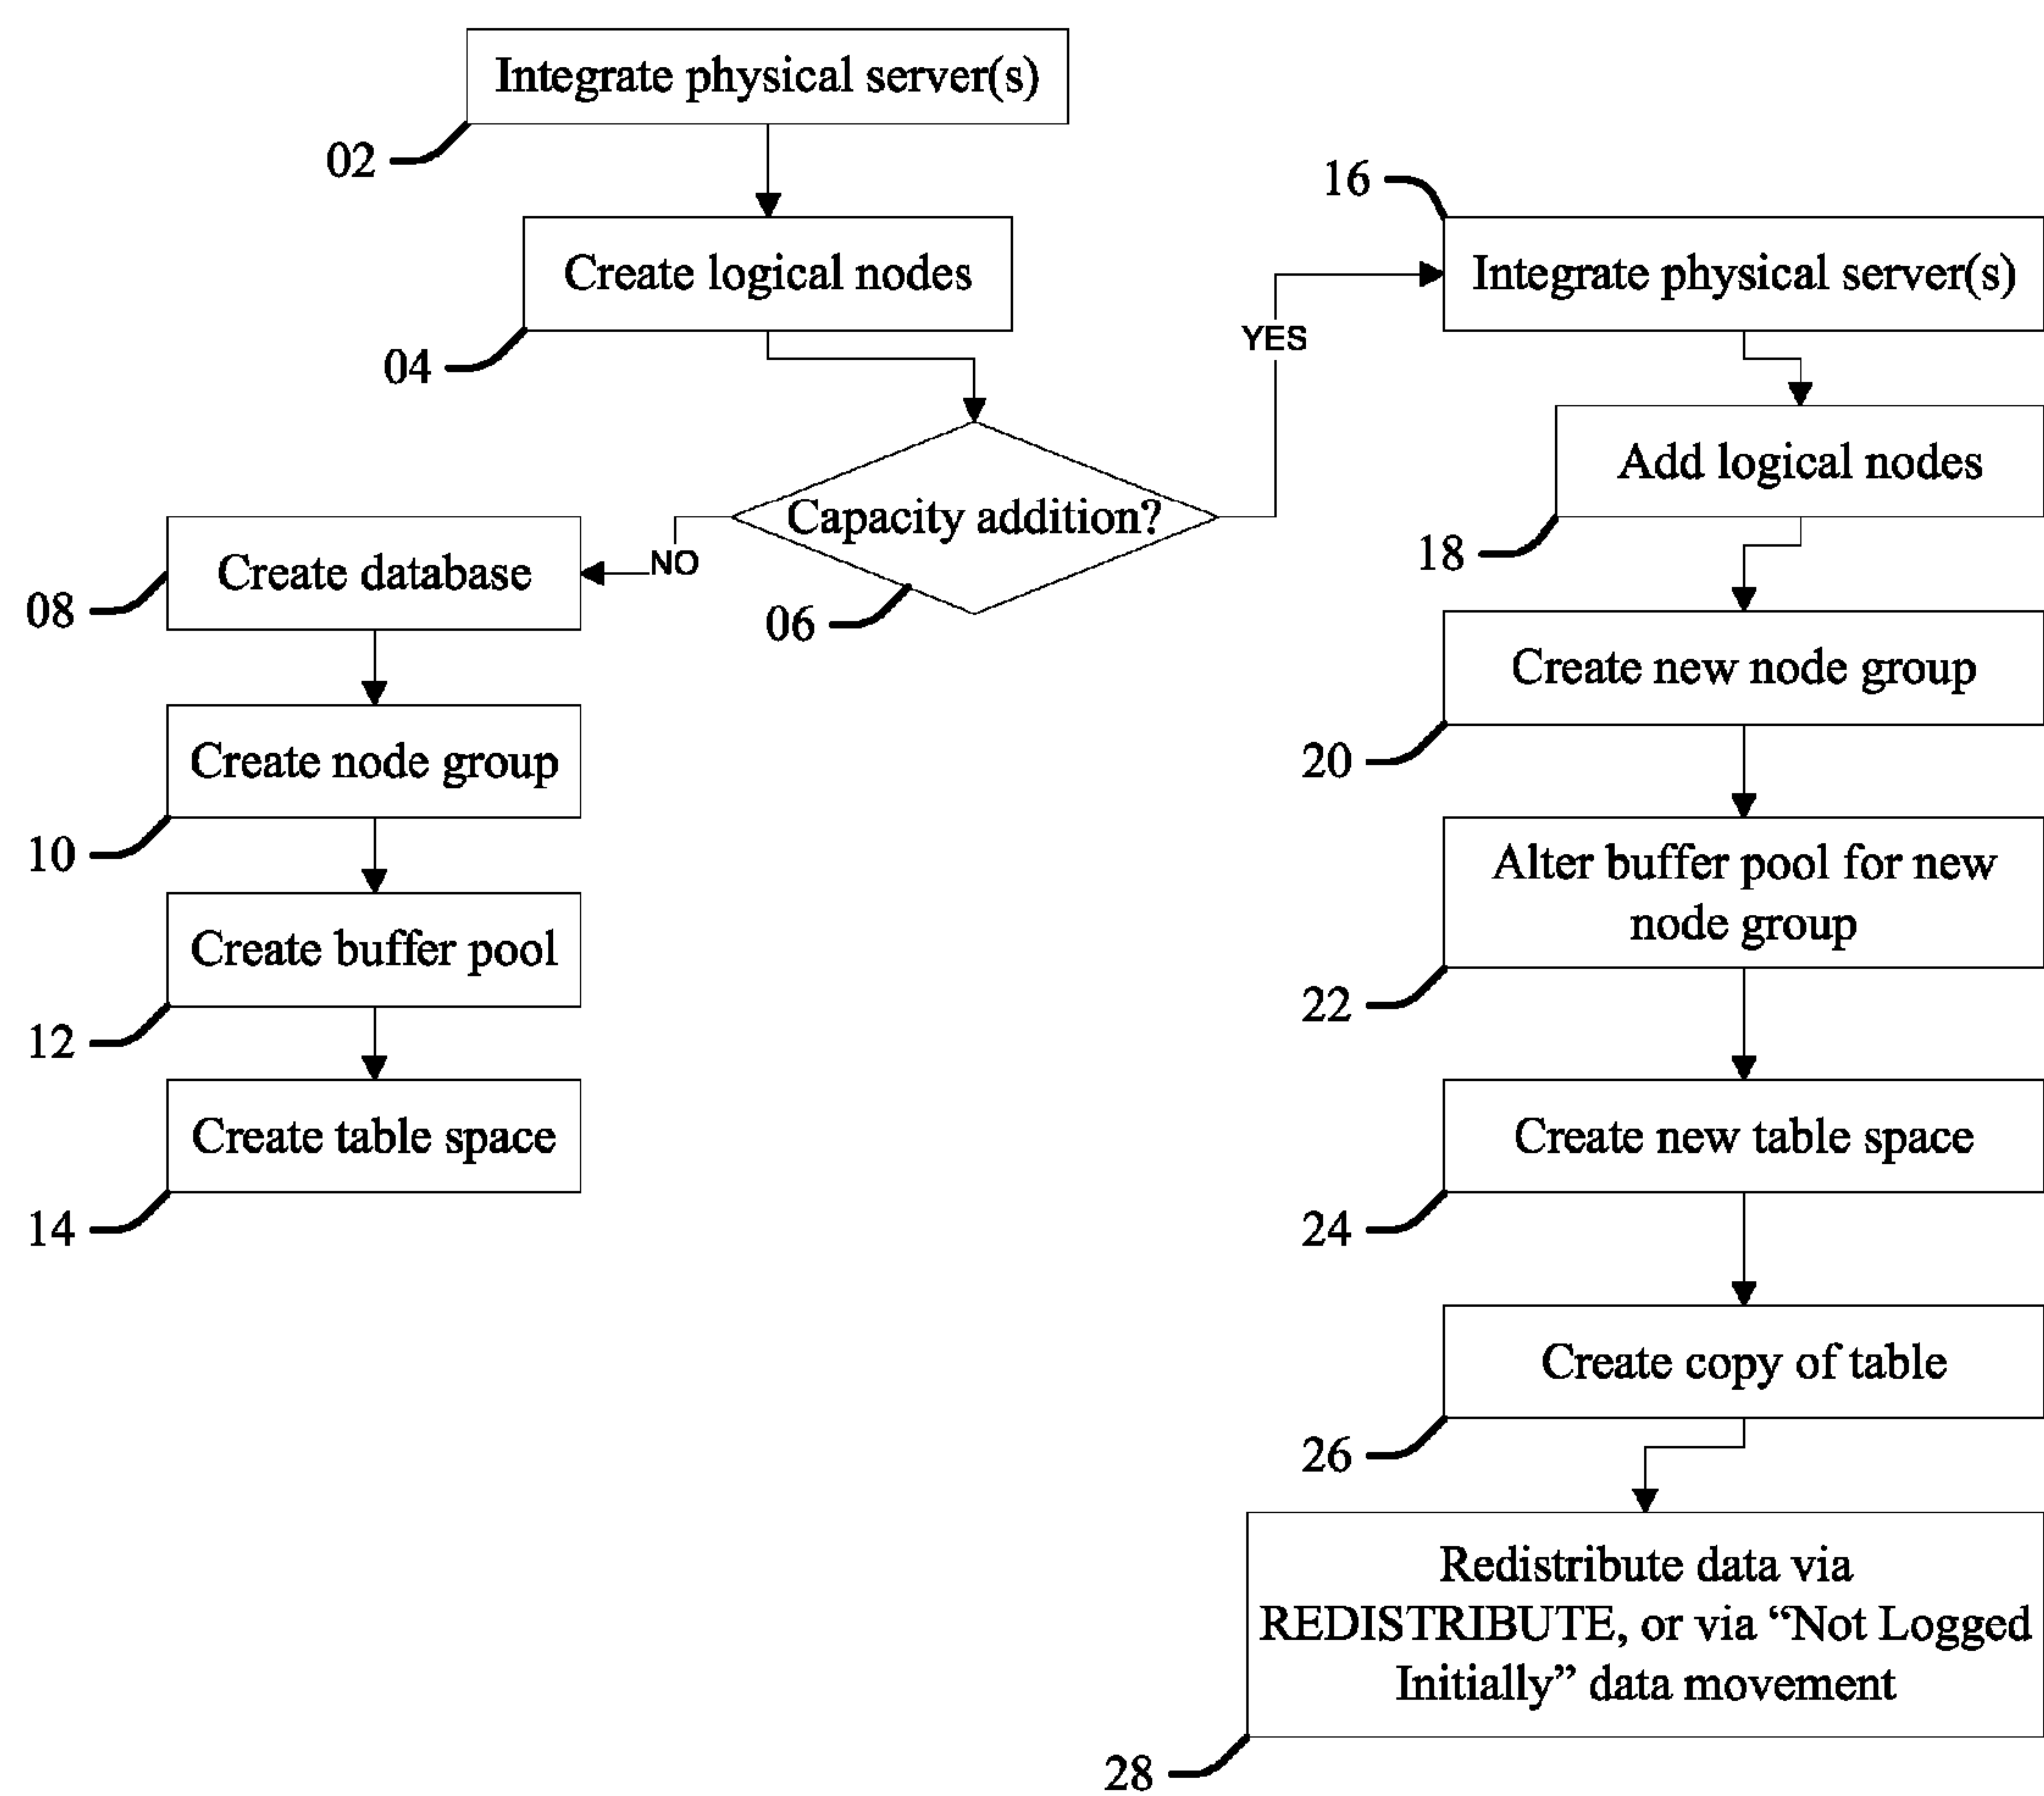 Integrate physical server(s)
02
Create logical nodes
04
Capacity addition?
06
NO
YES
Create database
08
Create node group
10
Create buffer pool
12
Create table space
14
16
Integrate physical server(s)
Add logical nodes
18
Create new node group
20
Alter buffer pool for new
node group
22
Create new table space
24
Create copy of table
26
Redistribute data via
REDISTRIBUTE, or via “Not Logged
Initially” data movement
28